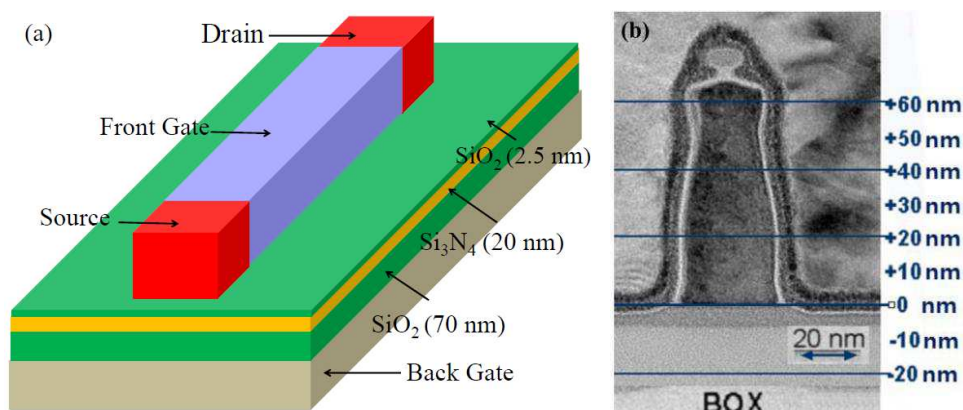 (a)
Drain
Front Gate
Source
SiO2 (2.5 nm)
Si3N4 (20 nm)
SiO2 (70 nm)
Back Gate
(b)
+60 nm
+50 nm
+40 nm
+30 nm
+20 nm
+10 nm
0 nm
-10 nm
-20 nm
20 nm
BOX